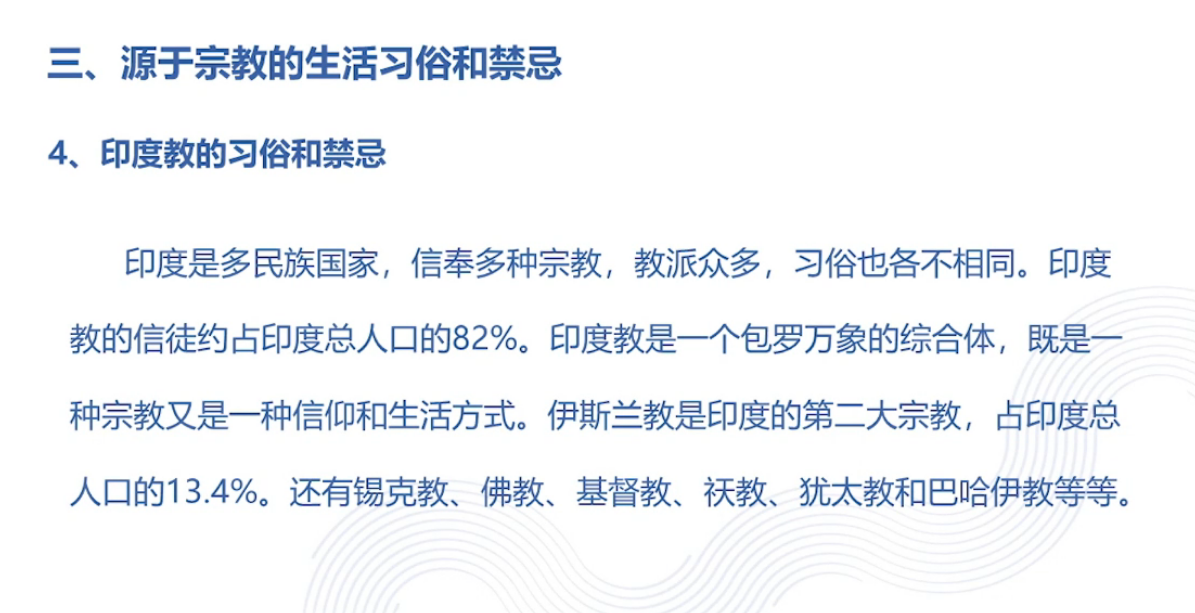 三、源于宗教的生活习俗和禁忌
4、印度教的习俗和禁忌
印度是多民族国家，信奉多种宗教，教派众多，习俗也各不相同。印度
教的信徒约占印度总人口的82%。印度教是一个包罗万象的综合体，既是一
种宗教又是一种信仰和生活方式。伊斯兰教是印度的第二大宗教，占印度总
人口的13.4%。还有锡克教、佛教、基督教、祆教、犹太教和巴哈伊教等等。